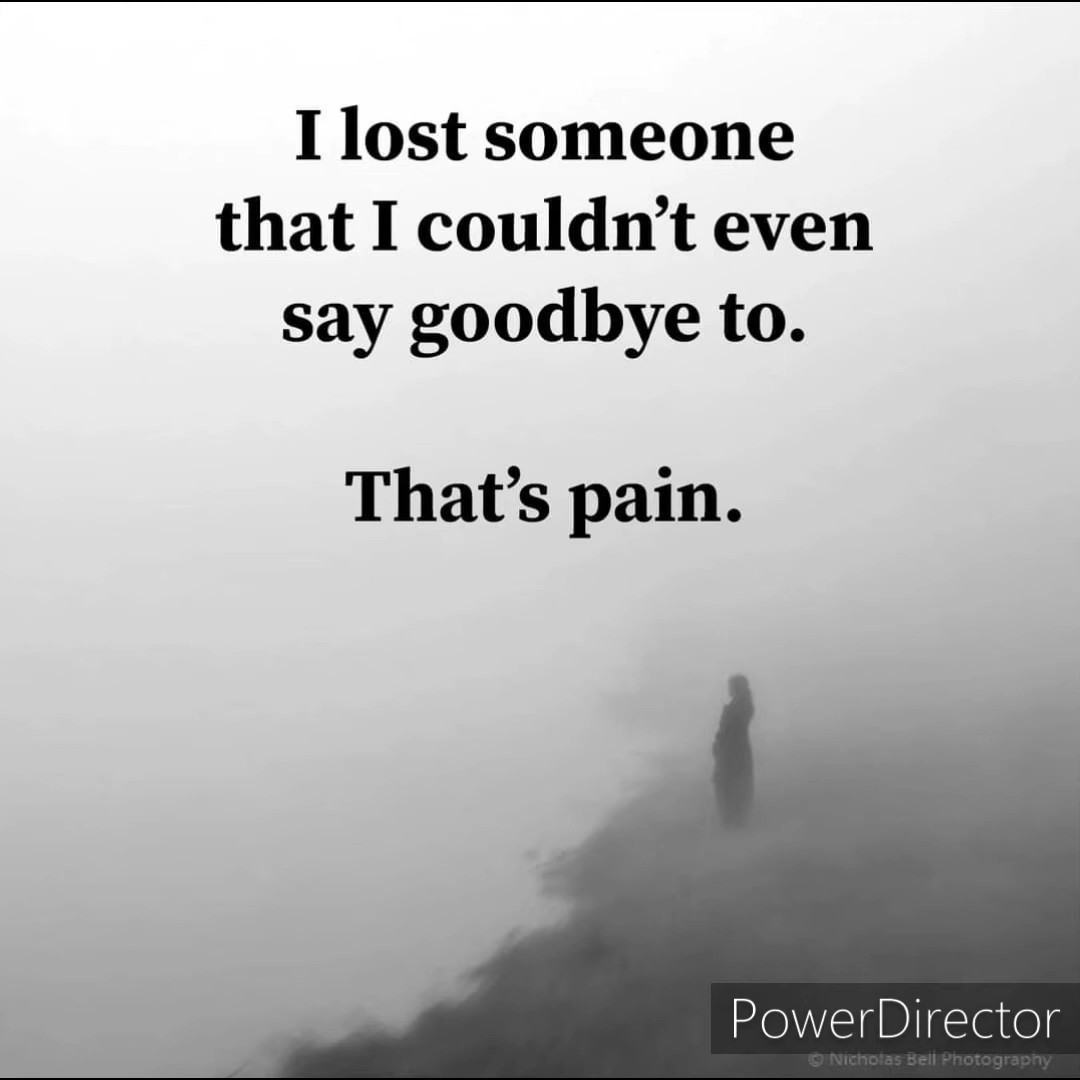 I lost someone
that I couldn’t even
say goodbye to.
That’s pain.
PowerDirector
© Nicholas Bell Photography